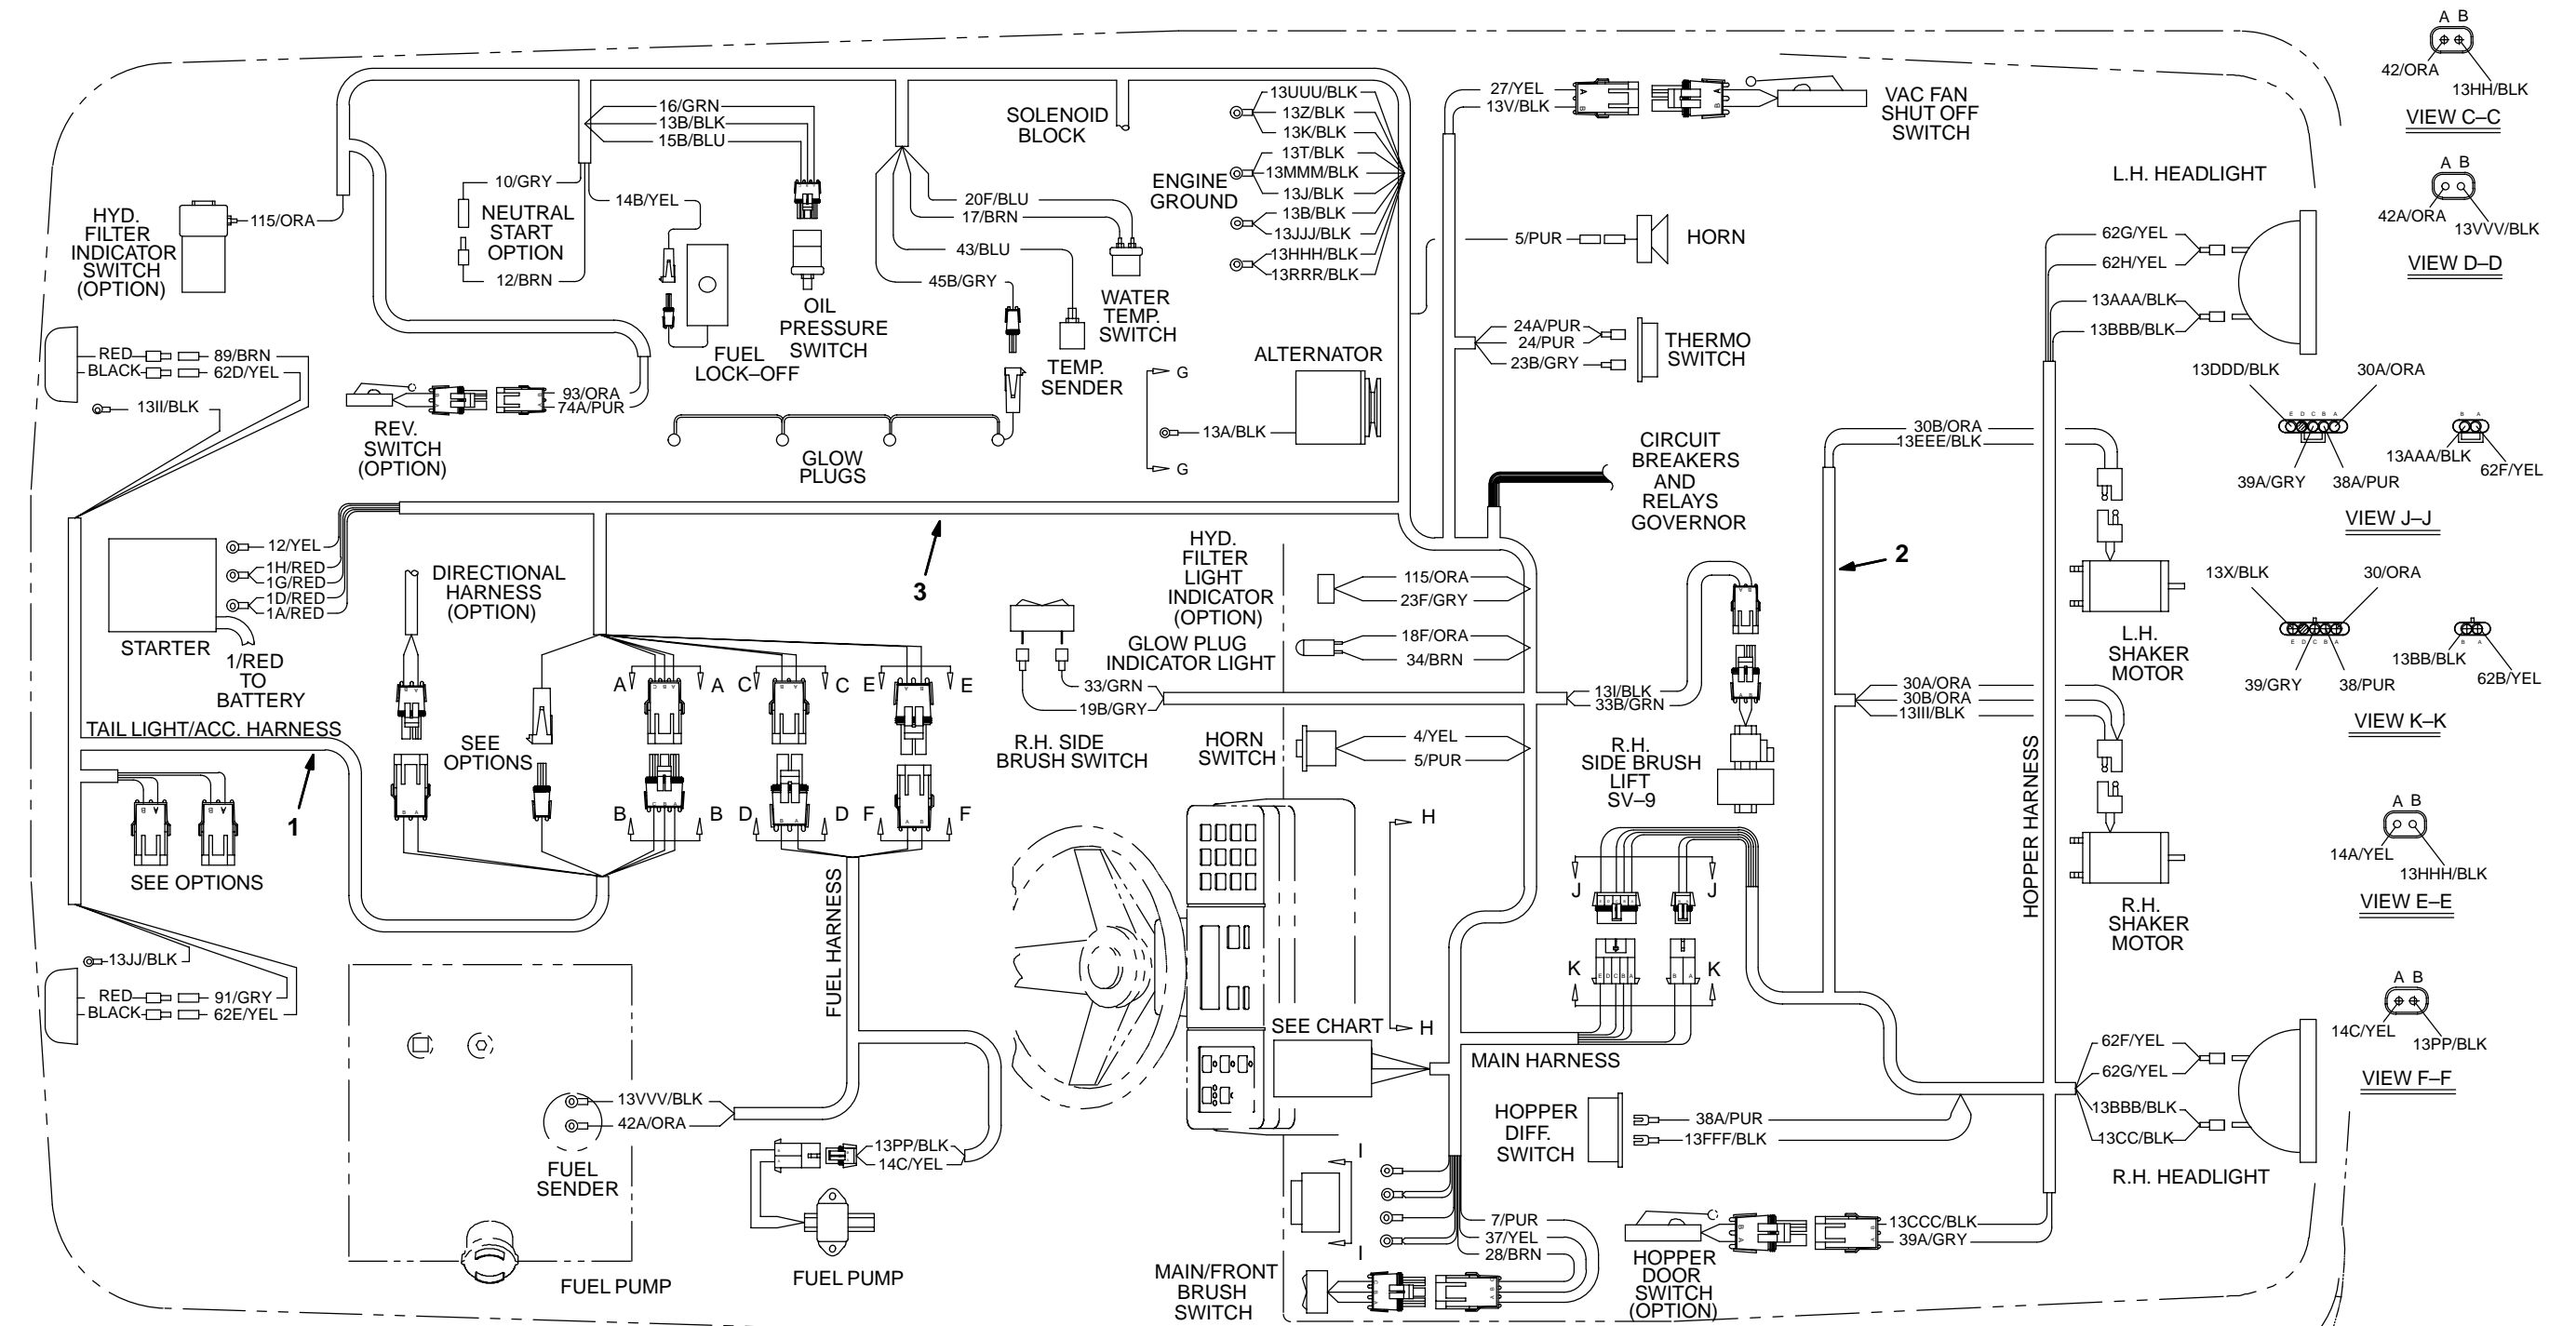 16/GRN
13B/BLK
15B/BLU
10/GRY
NEUTRAL
START
OPTION
12/BRN
14B/YEL
HYD.
FILTER
INDICATOR
SWITCH
(OPTION)
115/ORA
OIL
PRESSURE
SWITCH
FUEL
LOCK–OFF
SOLENOID
BLOCK
20F/BLU
17/BRN
43/BLU
45B/GRY
WATER
TEMP.
SWITCH
TEMP.
SENDER
GLOW
PLUGS
ENGINE
GROUND
13UUU/BLK
13Z/BLK
13K/BLK
13T/BLK
13MMM/BLK
13J/BLK
13B/BLK
13JJJ/BLK
13HHH/BLK
13RRR/BLK
ALTERNATOR
G
13A/BLK
G
27/YEL
13V/BLK
VAC FAN
SHUT OFF
SWITCH
5/PUR
HORN
24A/PUR
24/PUR
23B/GRY
THERMO
SWITCH
CIRCUIT
BREAKERS
AND
RELAYS
GOVERNOR
A B
42/ORA
13HH/BLK
VIEW C–C
A B
42A/ORA
13VVV/BLK
VIEW D–D
L.H. HEADLIGHT
62G/YEL
62H/YEL
13AAA/BLK
13BBB/BLK
13DDD/BLK
30A/ORA
E D C B A
B A
39A/GRY
38A/PUR
13AAA/BLK
62F/YEL
VIEW J–J
13X/BLK
30/ORA
E D C B A
B A
39/GRY
38/PUR
13BB/BLK
62B/YEL
VIEW K–K
A B
14A/YEL
13HHH/BLK
VIEW E–E
A B
14C/YEL
13PP/BLK
VIEW F–F
RED
89/BRN
BLACK
62D/YEL
13II/BLK
93/ORA
74A/PUR
REV.
SWITCH
(OPTION)
12/YEL
1H/RED
1G/RED
1D/RED
1A/RED
STARTER
1/RED
TO
BATTERY
DIRECTIONAL
HARNESS
(OPTION)
3
TAIL LIGHT/ACC. HARNESS
1
SEE OPTIONS
SEE
OPTIONS
A A C C E E
B B D D F F
13JJ/BLK
RED
91/GRY
BLACK
62E/YEL
FUEL HARNESS
13VVV/BLK
42A/ORA
FUEL
SENDER
13PP/BLK
14C/YEL
FUEL PUMP
FUEL PUMP
HYD.
FILTER
LIGHT
INDICATOR
(OPTION)
115/ORA
23F/GRY
GLOW PLUG
INDICATOR LIGHT
18F/ORA
34/BRN
33/GRN
19B/GRY
R.H. SIDE
BRUSH SWITCH
HORN
SWITCH
4/YEL
5/PUR
13I/BLK
33B/GRN
R.H.
SIDE BRUSH
LIFT
SV–9
H
H
SEE CHART
MAIN HARNESS
J J
K K
E D C B A
B A
2
30B/ORA
13EEE/BLK
L.H.
SHAKER
MOTOR
30A/ORA
30B/ORA
13III/BLK
R.H.
SHAKER
MOTOR
HOPPER HARNESS
HOPPER
DIFF.
SWITCH
38A/PUR
13FFF/BLK
62F/YEL
62G/YEL
13BBB/BLK
13CC/BLK
R.H. HEADLIGHT
I
I
7/PUR
37/YEL
28/BRN
MAIN/FRONT
BRUSH
SWITCH
HOPPER
DOOR
SWITCH
(OPTION)
13CCC/BLK
39A/GRY